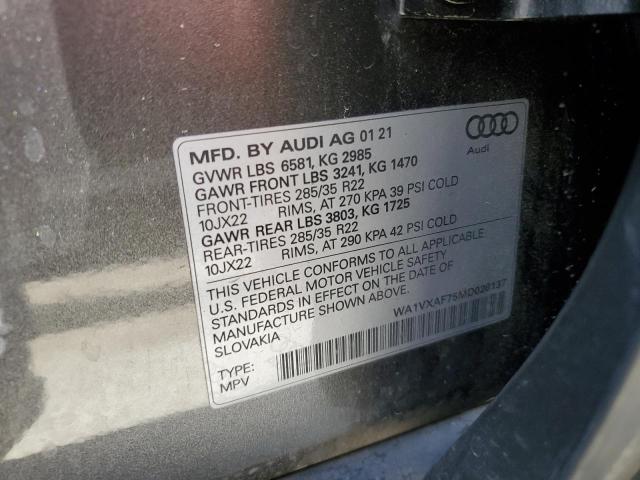 MFD. BY AUDI AG 01 21
GVWR LBS 6581, KG 2985
GAWR FRONT LBS 3241, KG 1470
FRONT-TIRES 285/35 R22
10JX22 RIMS, AT 270 KPA 39 PSI COLD
GAWR REAR LBS 3803, KG 1725
REAR-TIRES 285/35 R22
10JX22 RIMS, AT 290 KPA 42 PSI COLD
Audi
THIS VEHICLE CONFORMS TO ALL APPLICABLE
U.S. FEDERAL MOTOR VEHICLE SAFETY
STANDARDS IN EFFECT ON THE DATE OF
MANUFACTURE SHOWN ABOVE.
SLOVAKIA
WA1VXAF75MD028137
TYPE:
MPV